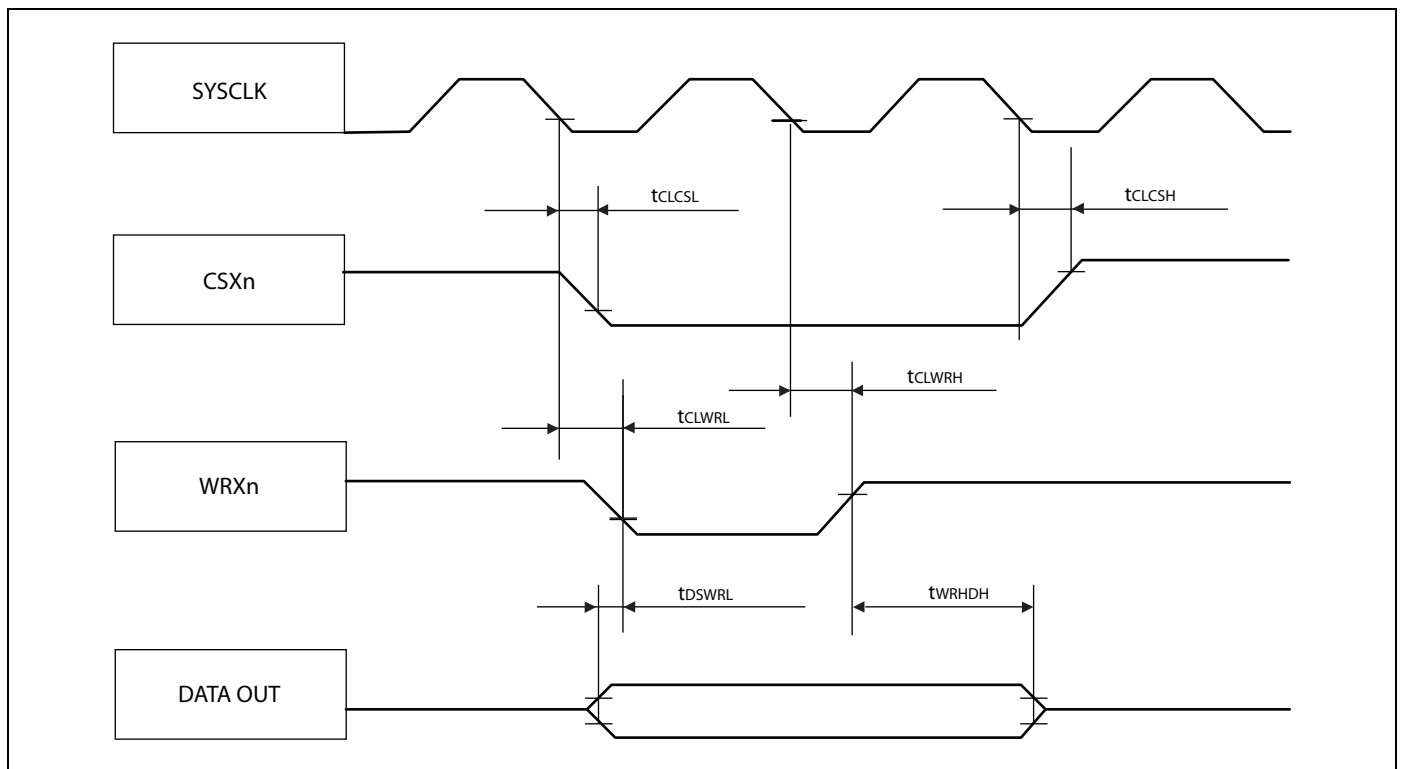 SYSCLK
tCLCSL
tCLCSH
CSXn
tCLWRH
tCLWRL
WRXn
tDSWRL
tWRHDH
DATA OUT